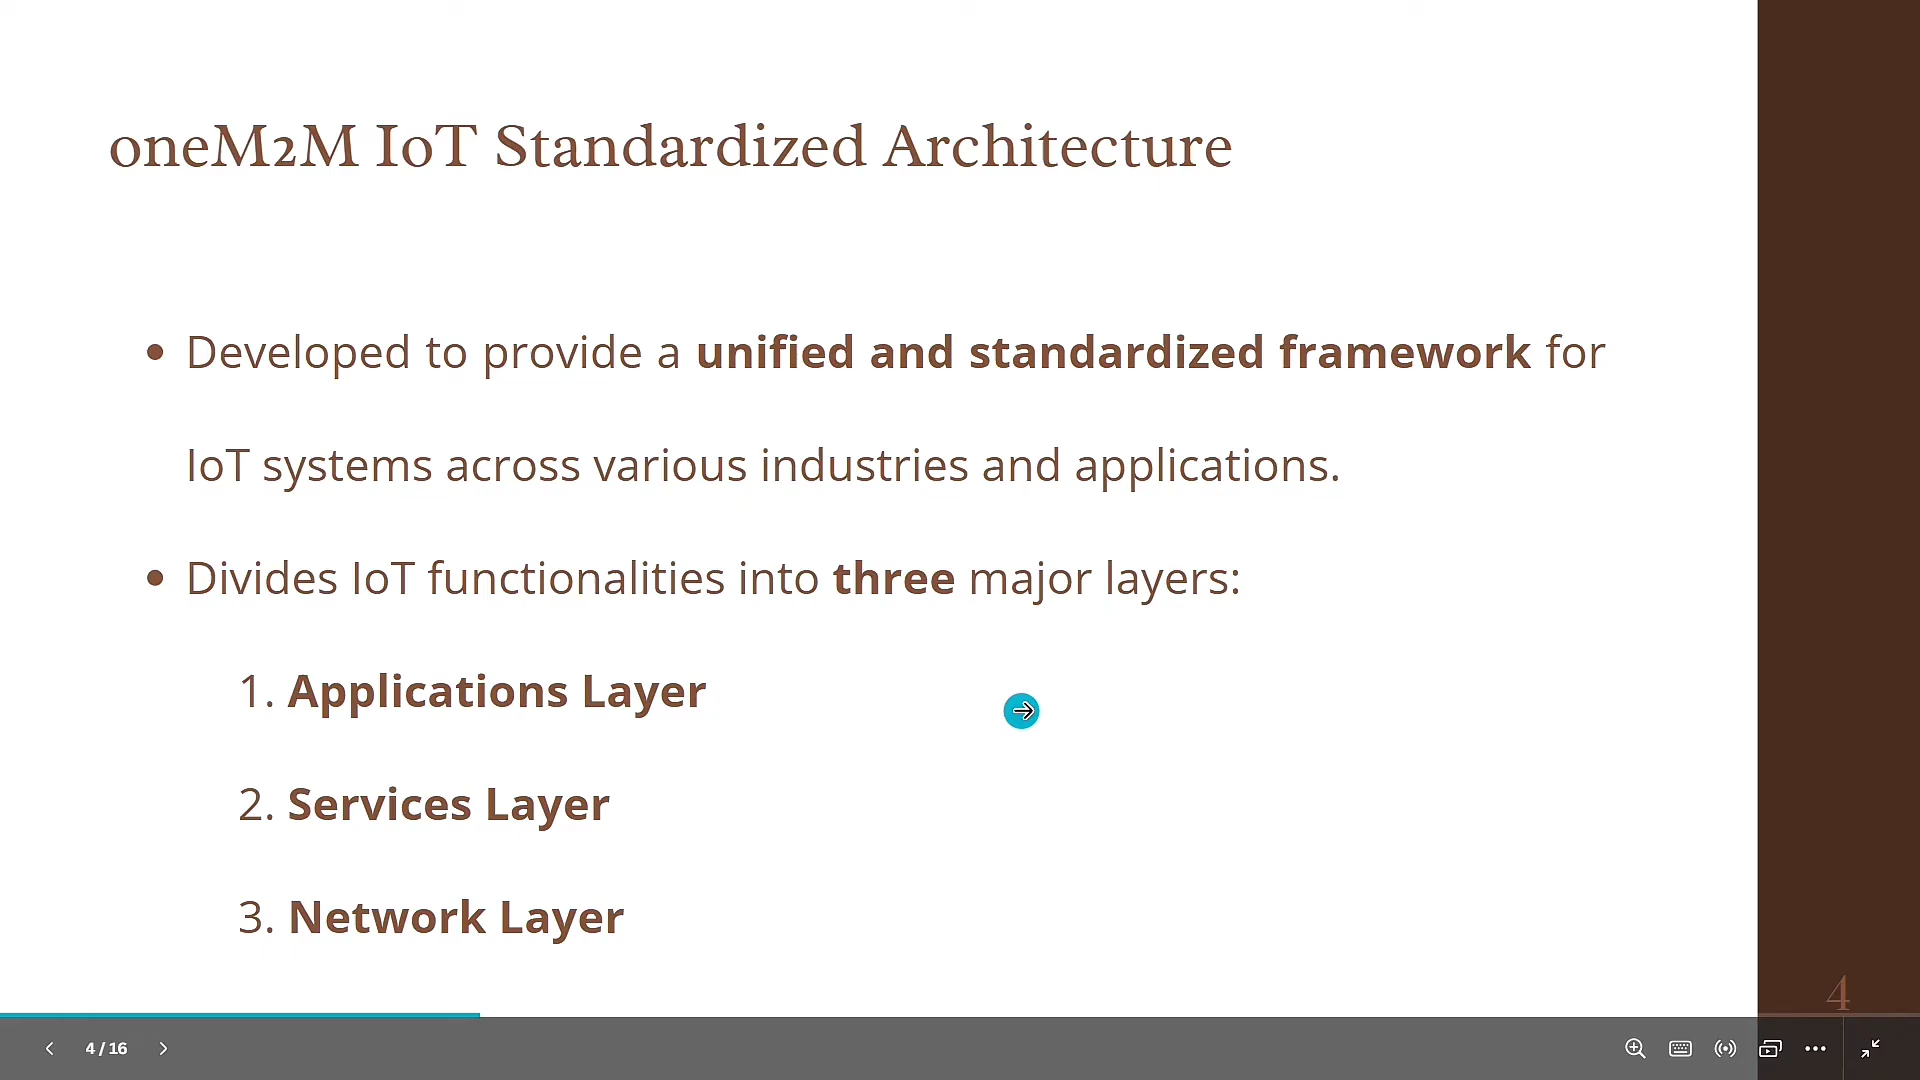 oneM2M IoT Standardized Architecture
• Developed to provide a unified and standardized framework for
IoT systems across various industries and applications.
• Divides IoT functionalities into three major layers:
1. Applications Layer
2. Services Layer
3. Network Layer
4
4 / 16